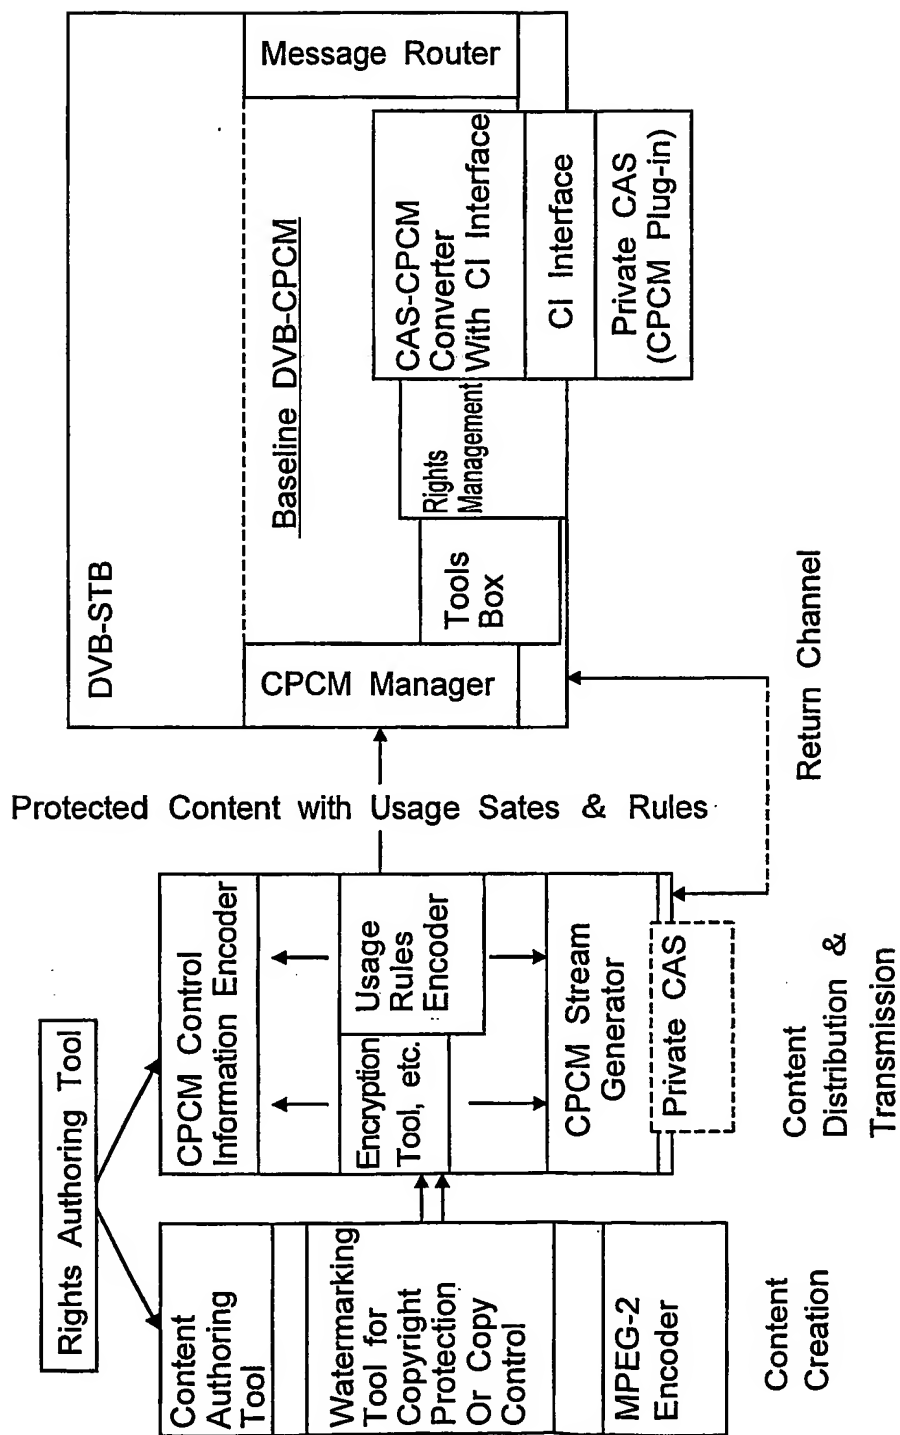 Rights Authoring Tool
Content
Authoring
Tool
Watermarking
Tool for
Copyright
Protection
Or Copy
Control
MPEG-2
Encoder
Content
Creation
CPCM Control
Information Encoder
Encryption
Tool, etc.
Usage
Rules
Encoder
CPCM Stream
Generator
Private CAS
Content
Distribution &
Transmission
Protected Content with Usage Sates & Rules
Return Channel
DVB-STB
Baseline DVB-CPCM
CPCM Manager
Tools
Box
Rights
Management
CAS-CPCM
Converter
With CI Interface
CI Interface
Private CAS
(CPCM Plug-in)
Message Router